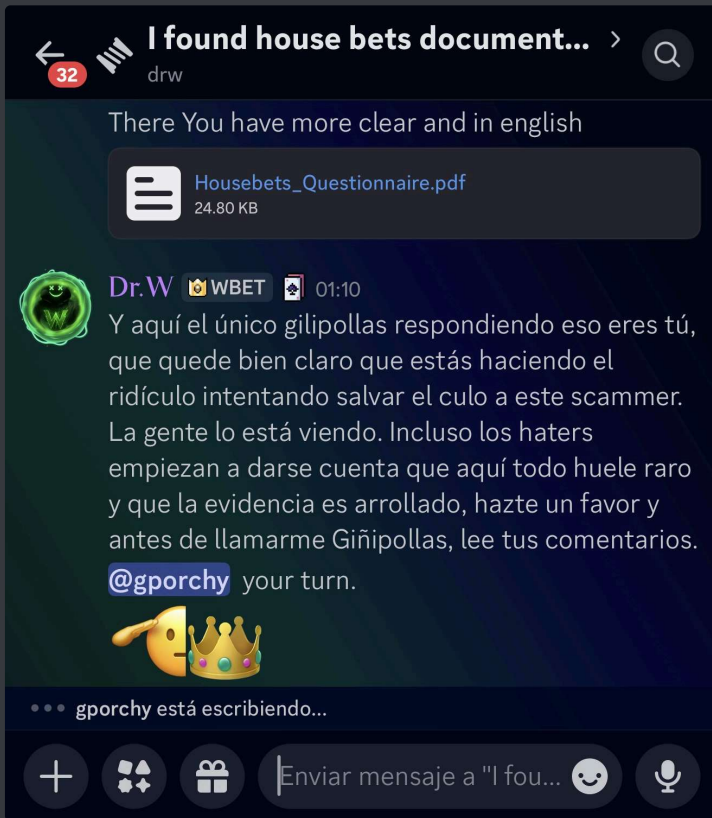 I found house bets document...
32
drw
There You have more clear and in english
Housebets_Questionnaire.pdf
24.80 KB
Dr.W WBET 01:10
Y aquí el único gilipollas respondiendo eso eres tú,
que quede bien claro que estás haciendo el
ridículo intentando salvar el culo a este scammer.
La gente lo está viendo. Incluso los haters
empiezan a darse cuenta que aquí todo huele raro
y que la evidencia es arrollado, hazte un favor y
antes de llamarme Giñipollas, lee tus comentarios.
@gporchy your turn.
gporchy está escribiendo...
Enviar mensaje a "I fou...